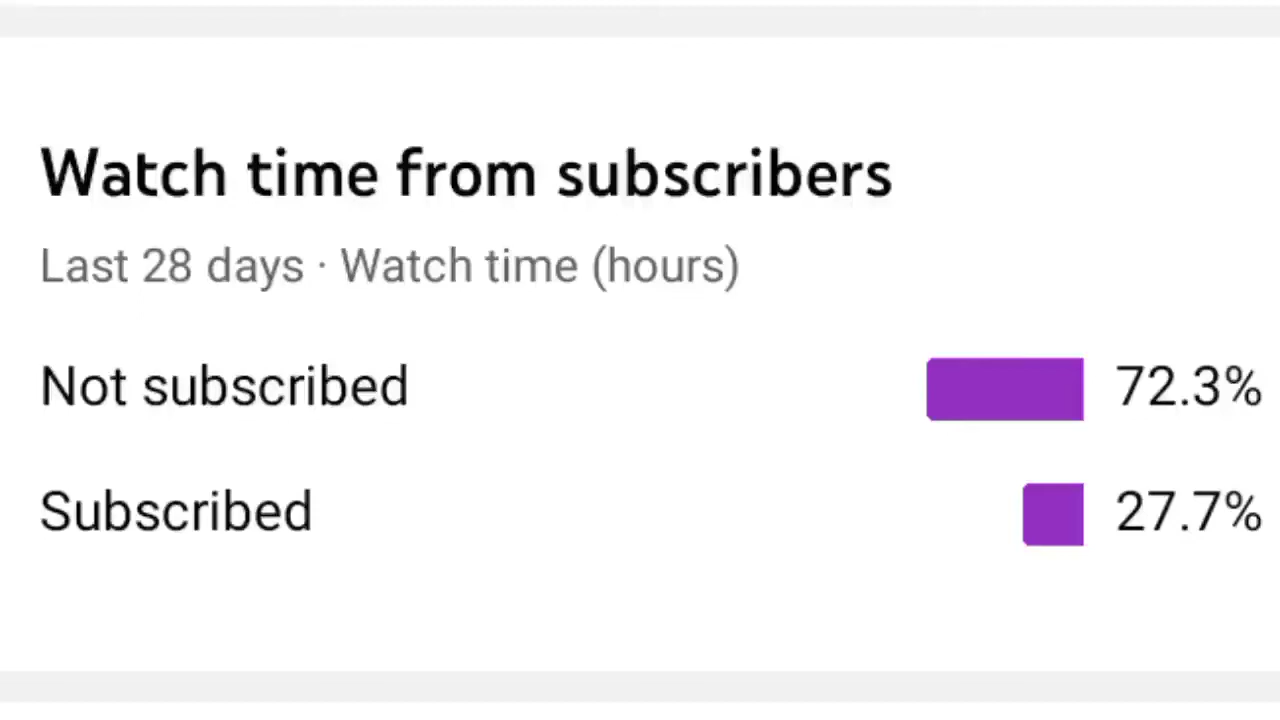 Watch time from subscribers
Last 28 days · Watch time (hours)
Not subscribed 72.3%
Subscribed 27.7%